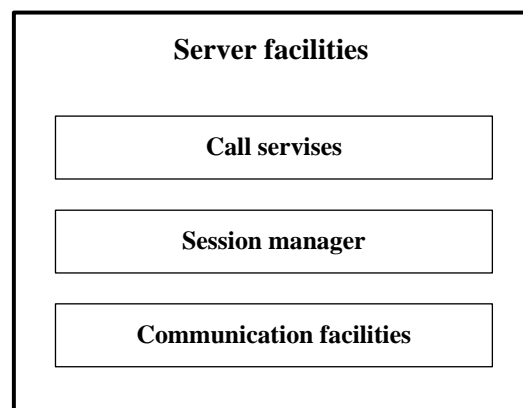 Server facilities
Call servises
Session manager
Communication facilities